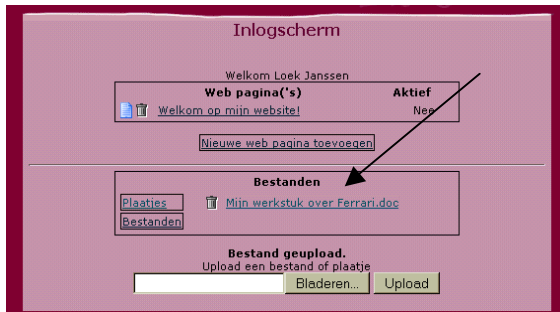 Inlogscherm
Welkom Loek Janssen
Web pagina('s) Aktief
Welkom op mijn website! Nee
Nieuwe web pagina toevoegen
Bestanden
Plaatjes Mijn werkstuk over Ferrari.doc
Bestanden
Bestand geupload.
Upload een bestand of plaatje
Bladeren... Upload